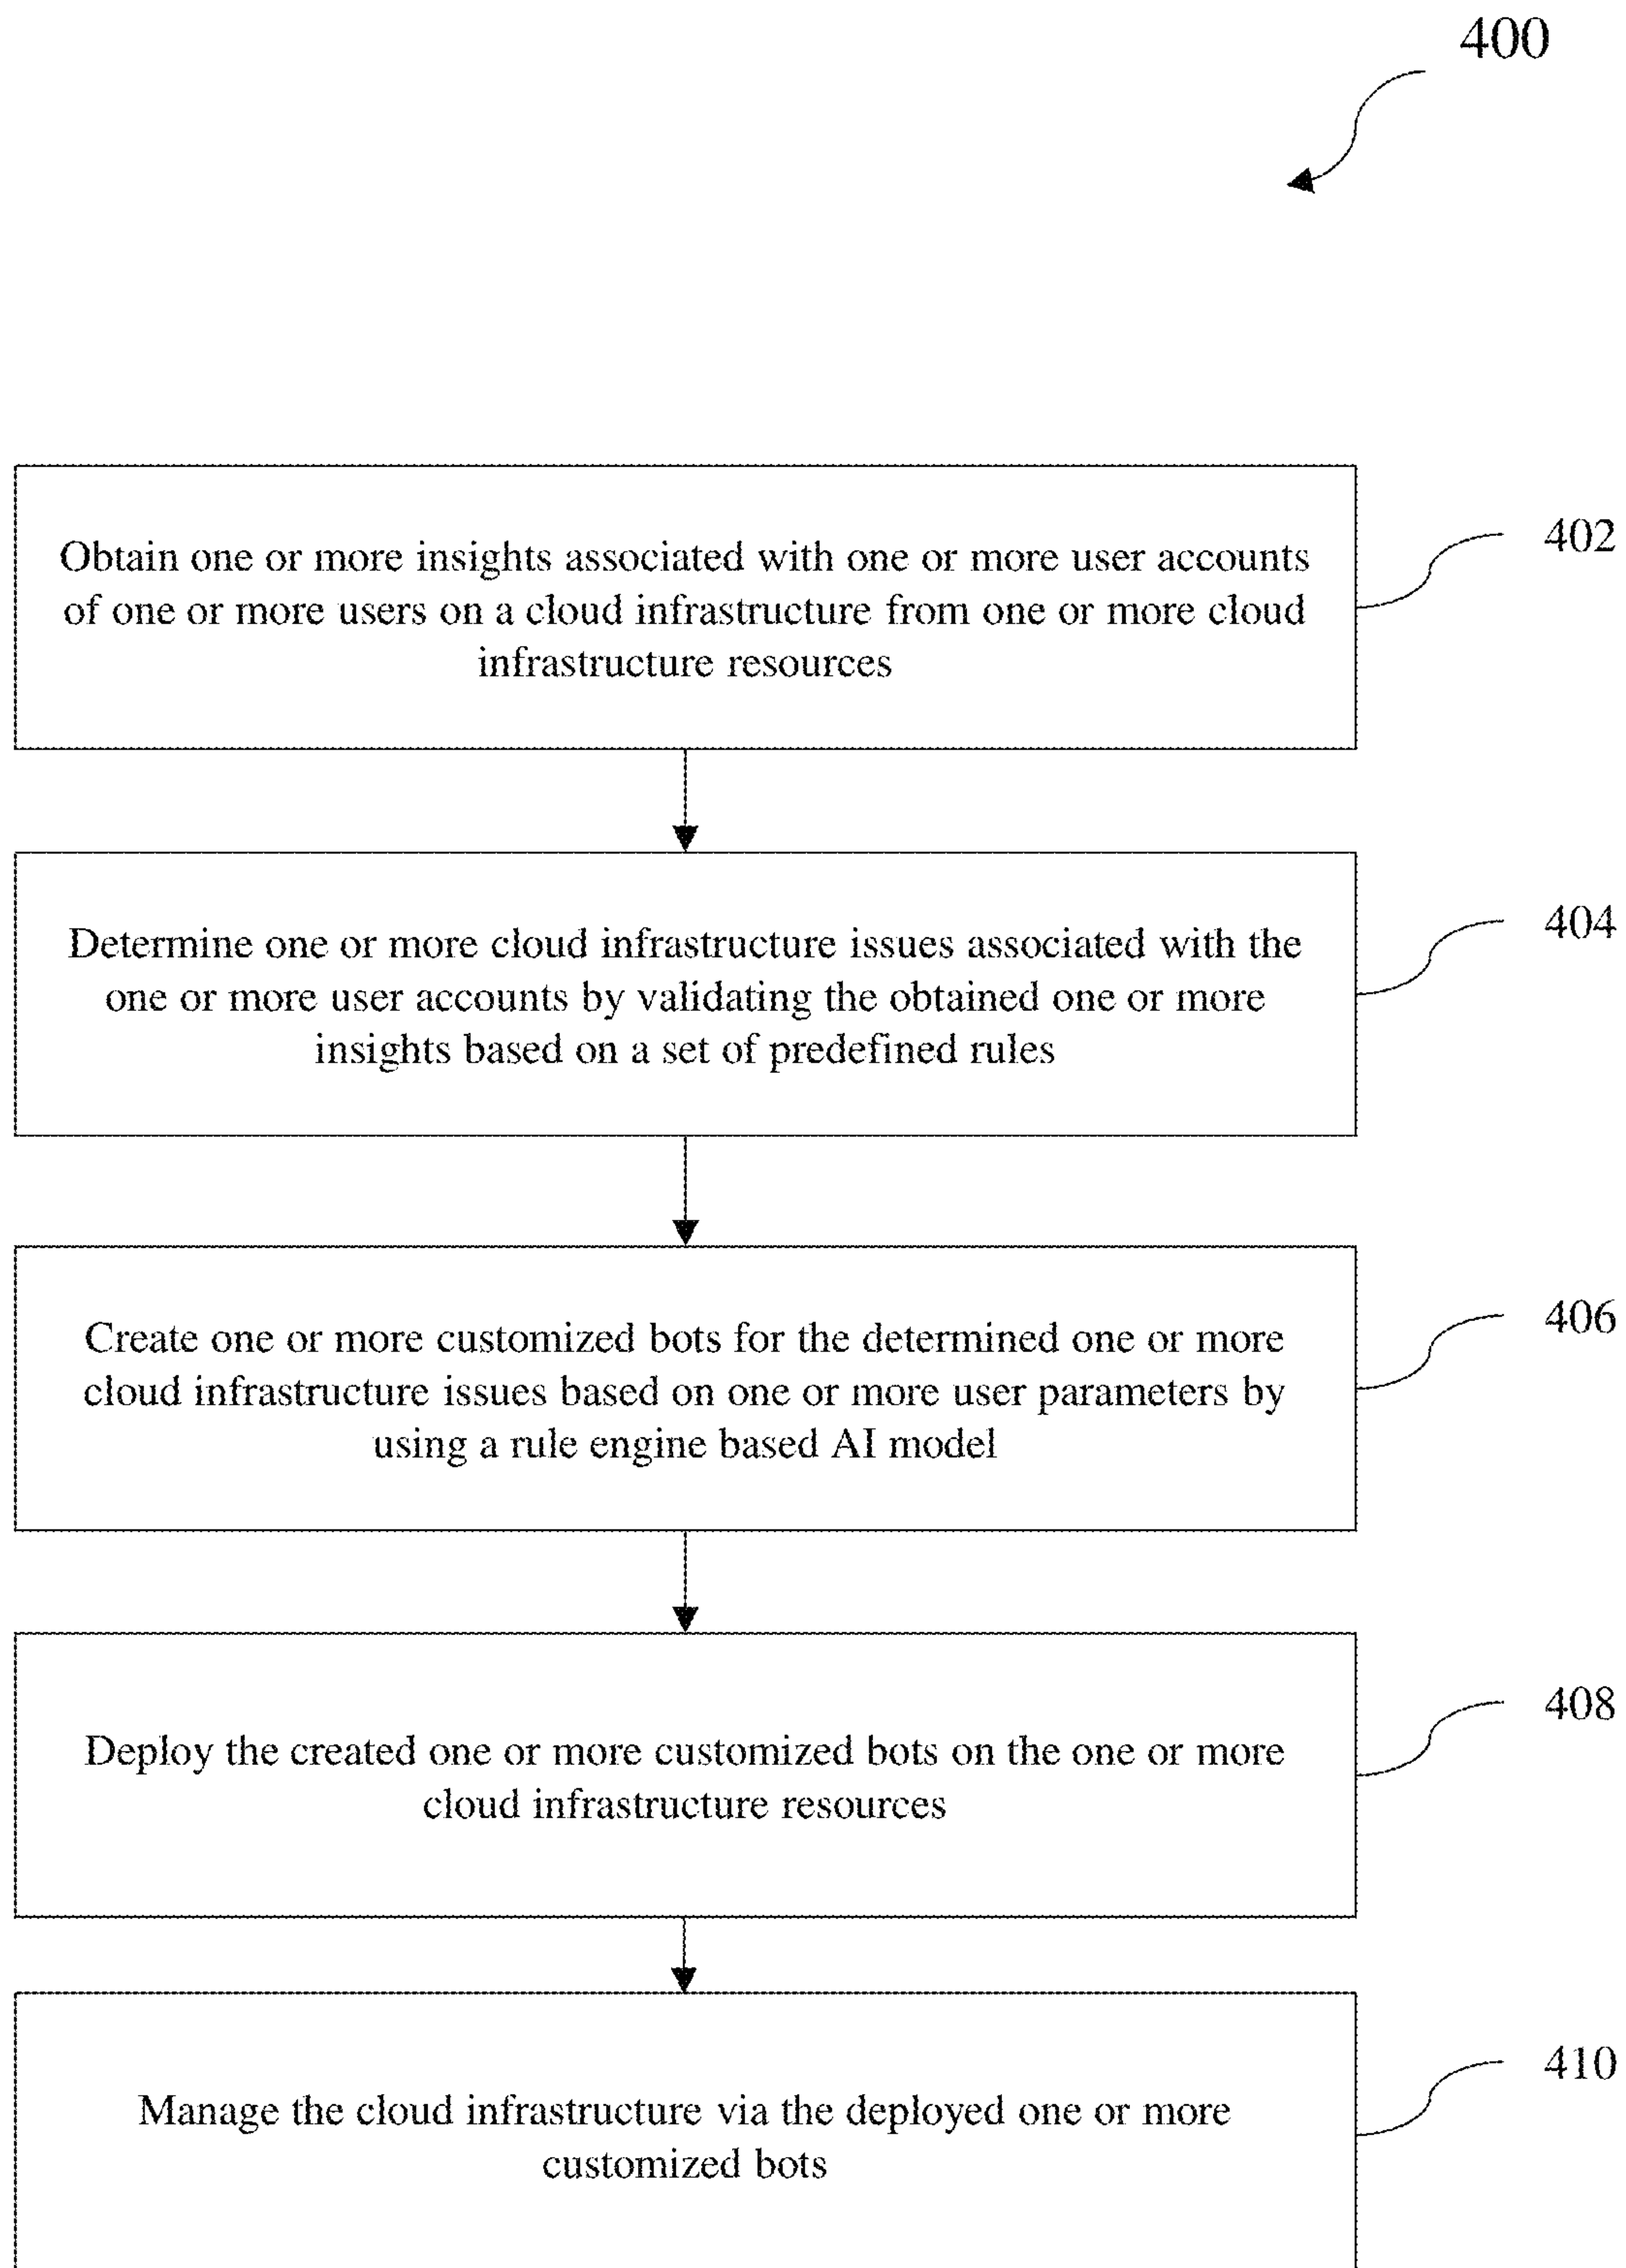 400
Obtain one or more insights associated with one or more user accounts
of one or more users on a cloud infrastructure from one or more cloud
infrastructure resources
402
Determine one or more cloud infrastructure issues associated with the
one or more user accounts by validating the obtained one or more
insights based on a set of predefined rules
404
Create one or more customized bots for the determined one or more
cloud infrastructure issues based on one or more user parameters by
using a rule engine based AI model
406
Deploy the created one or more customized bots on the one or more
cloud infrastructure resources
408
Manage the cloud infrastructure via the deployed one or more
customized bots
410